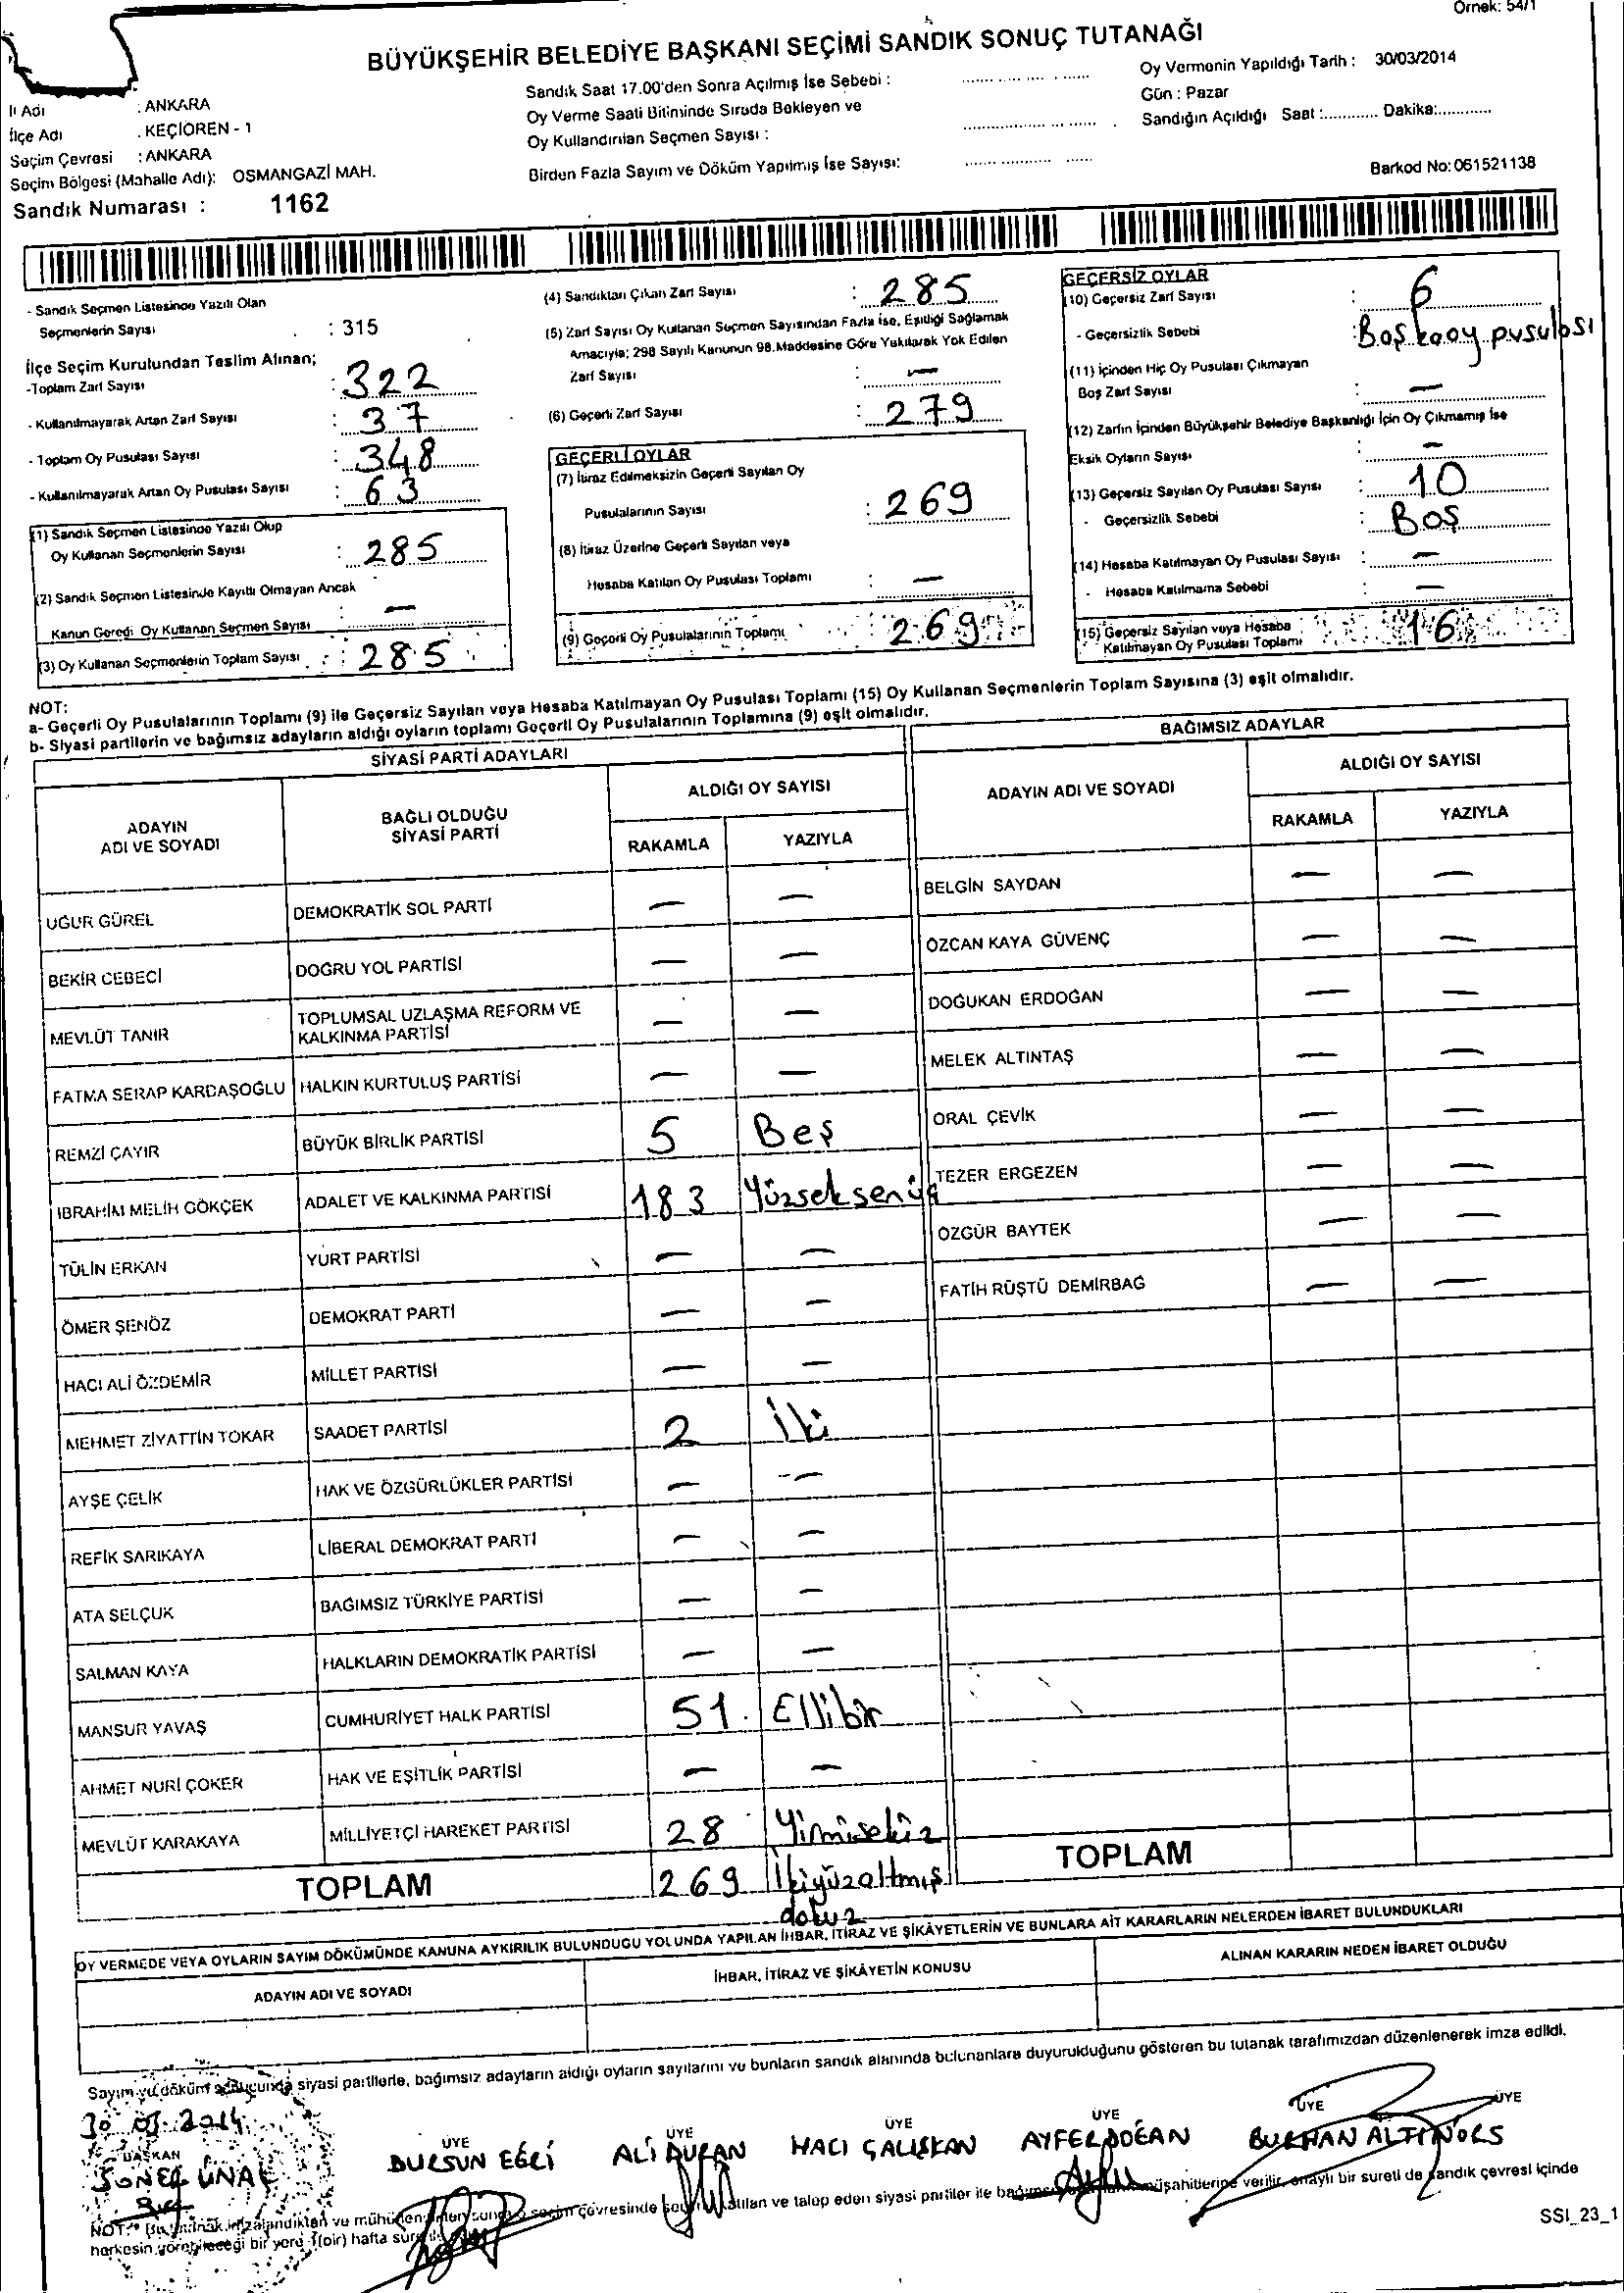 Örnek: 54/1
BÜYÜKŞEHİR BELEDİYE BAŞKANI SEÇİMİ SANDIK SONUÇ TUTANAĞI
İl Adı : ANKARA
İlçe Adı : KEÇİÖREN - 1
Seçim Çevresi : ANKARA
Seçim Bölgesi (Mahalle Adı): OSMANGAZİ MAH.
Sandık Numarası : 1162
Sandık Saat 17.00'den Sonra Açılmış İse Sebebi :
Oy Verme Saati Bitiminde Sırada Bekleyen ve
Oy Kullandırılan Seçmen Sayısı :
Birden Fazla Sayım ve Döküm Yapılmış İse Sayısı:
Oy Vermenin Yapıldığı Tarih : 30/03/2014
Gün : Pazar
Sandığın Açıldığı Saat :............ Dakika:............
Barkod No: 061521138
- Sandık Seçmen Listesinde Yazılı Olan
Seçmenlerin Sayısı : 315
İlçe Seçim Kurulundan Teslim Alınan;
-Toplam Zarf Sayısı : 322
- Kullanılmayarak Artan Zarf Sayısı : 37
- Toplam Oy Pusulası Sayısı : 348
- Kullanılmayarak Artan Oy Pusulası Sayısı : 63
(1) Sandık Seçmen Listesinde Yazılı Olup
Oy Kullanan Seçmenlerin Sayısı : 285
(2) Sandık Seçmen Listesinde Kayıtlı Olmayan Ancak
Kanun Gereği Oy Kullanan Seçmen Sayısı : —
(3) Oy Kullanan Seçmenlerin Toplam Sayısı : 285
(4) Sandıktan Çıkan Zarf Sayısı : 285
(5) Zarf Sayısı Oy Kullanan Seçmen Sayısından Fazla İse, Eşitliği Sağlamak
Amacıyla; 298 Sayılı Kanunun 98.Maddesine Göre Yakılarak Yok Edilen
Zarf Sayısı : —
(6) Geçerli Zarf Sayısı : 279
GEÇERLİ OYLAR
(7) İtiraz Edilmeksizin Geçerli Sayılan Oy
Pusulalarının Sayısı : 269
(8) İtiraz Üzerine Geçerli Sayılan veya
Hesaba Katılan Oy Pusulası Toplamı : —
(9) Geçerli Oy Pusulalarının Toplamı : 269
GEÇERSİZ OYLAR
(10) Geçersiz Zarf Sayısı : 6
- Geçersizlik Sebebi : Boş pusulası
(11) İçinden Hiç Oy Pusulası Çıkmayan
Boş Zarf Sayısı : —
(12) Zarfın İçinden Büyükşehir Belediye Başkanlığı İçin Oy Çıkmamış İse
Eksik Oyların Sayısı : —
(13) Geçersiz Sayılan Oy Pusulası Sayısı : 10
- Geçersizlik Sebebi : Boş
(14) Hesaba Katılmayan Oy Pusulası Sayısı : —
- Hesaba Katılmama Sebebi : —
(15) Geçersiz Sayılan veya Hesaba
Katılmayan Oy Pusulası Toplamı : 16
NOT:
a- Geçerli Oy Pusulalarının Toplamı (9) ile Geçersiz Sayılan veya Hesaba Katılmayan Oy Pusulası Toplamı (15) Oy Kullanan Seçmenlerin Toplam Sayısına (3) eşit olmalıdır.
b- Siyasi partilerin ve bağımsız adayların aldığı oyların toplamı Geçerli Oy Pusulalarının Toplamına (9) eşit olmalıdır.
SİYASİ PARTİ ADAYLARI
ADAYIN ADI VE SOYADI
BAĞLI OLDUĞU SİYASİ PARTİ
ALDIĞI OY SAYISI
RAKAMLA YAZIYLA
UĞUR GÜREL DEMOKRATİK SOL PARTİ — —
BEKİR CEBECİ DOĞRU YOL PARTİSİ — —
MEVLÜT TANIR TOPLUMSAL UZLAŞMA REFORM VE KALKINMA PARTİSİ — —
FATMA SERAP KARDAŞOĞLU HALKIN KURTULUŞ PARTİSİ — —
REMZİ ÇAYIR BÜYÜK BİRLİK PARTİSİ 5 Beş
İBRAHİM MELİH GÖKÇEK ADALET VE KALKINMA PARTİSİ 183 Yüzseksenüç
TÜLİN ERKAN YURT PARTİSİ — —
ÖMER ŞENÖZ DEMOKRAT PARTİ — —
HACI ALİ ÖZDEMİR MİLLET PARTİSİ — —
MEHMET ZİYATTİN TOKAR SAADET PARTİSİ 2 İki
AYŞE ÇELİK HAK VE ÖZGÜRLÜKLER PARTİSİ — —
REFİK SARIKAYA LİBERAL DEMOKRAT PARTİ — —
ATA SELÇUK BAĞIMSIZ TÜRKİYE PARTİSİ — —
SALMAN KAYA HALKLARIN DEMOKRATİK PARTİSİ — —
MANSUR YAVAŞ CUMHURİYET HALK PARTİSİ 51 Ellibir
AHMET NURİ ÇOKER HAK VE EŞİTLİK PARTİSİ — —
MEVLÜT KARAKAYA MİLLİYETÇİ HAREKET PARTİSİ 28 Yirmisekiz
TOPLAM 269 İkiyüzaltmış
dokuz
BAĞIMSIZ ADAYLAR
ADAYIN ADI VE SOYADI
ALDIĞI OY SAYISI
RAKAMLA YAZIYLA
BELGİN SAYDAN — —
ÖZCAN KAYA GÜVENÇ — —
DOĞUKAN ERDOĞAN — —
MELEK ALTINTAŞ — —
ORAL ÇEVİK — —
TEZER ERGEZEN — —
ÖZGÜR BAYTEK — —
FATİH RÜŞTÜ DEMİRBAĞ — —
TOPLAM
OY VERMEDE VEYA OYLARIN SAYIM DÖKÜMÜNDE KANUNA AYKIRILIK BULUNDUĞU YOLUNDA YAPILAN İHBAR, İTİRAZ VE ŞİKÂYETLERİN VE BUNLARA AİT KARARLARIN NELERDEN İBARET BULUNDUKLARI
ADAYIN ADI VE SOYADI
İHBAR, İTİRAZ VE ŞİKÂYETİN KONUSU
ALINAN KARARIN NEDEN İBARET OLDUĞU
Sayım ve döküm sonucunda siyasi partilerle, bağımsız adayların aldığı oyların sayılarını ve bunların sandık alanında bulunanlara duyurulduğunu gösteren bu tutanak tarafımızdan düzenlenerek imza edildi.
30 03 2014
BAŞKAN ÜYE ÜYE ÜYE ÜYE ÜYE ÜYE
SONER ÜNAL DURSUN EĞRİ ALİ DURAN HACI ÇALIŞKAN AYFER DOĞAN BURHAN ALTINÖRS
NOT: Bu tutanak imzalandıktan ve mühürlendikten sonra seçim çevresinde katılan ve talep eden siyasi partiler ile müşahitlerine verilir, onaylı bir sureti de sandık çevresi içinde
herkesin görebileceği bir yere 1(bir) hafta
SSI_23_1